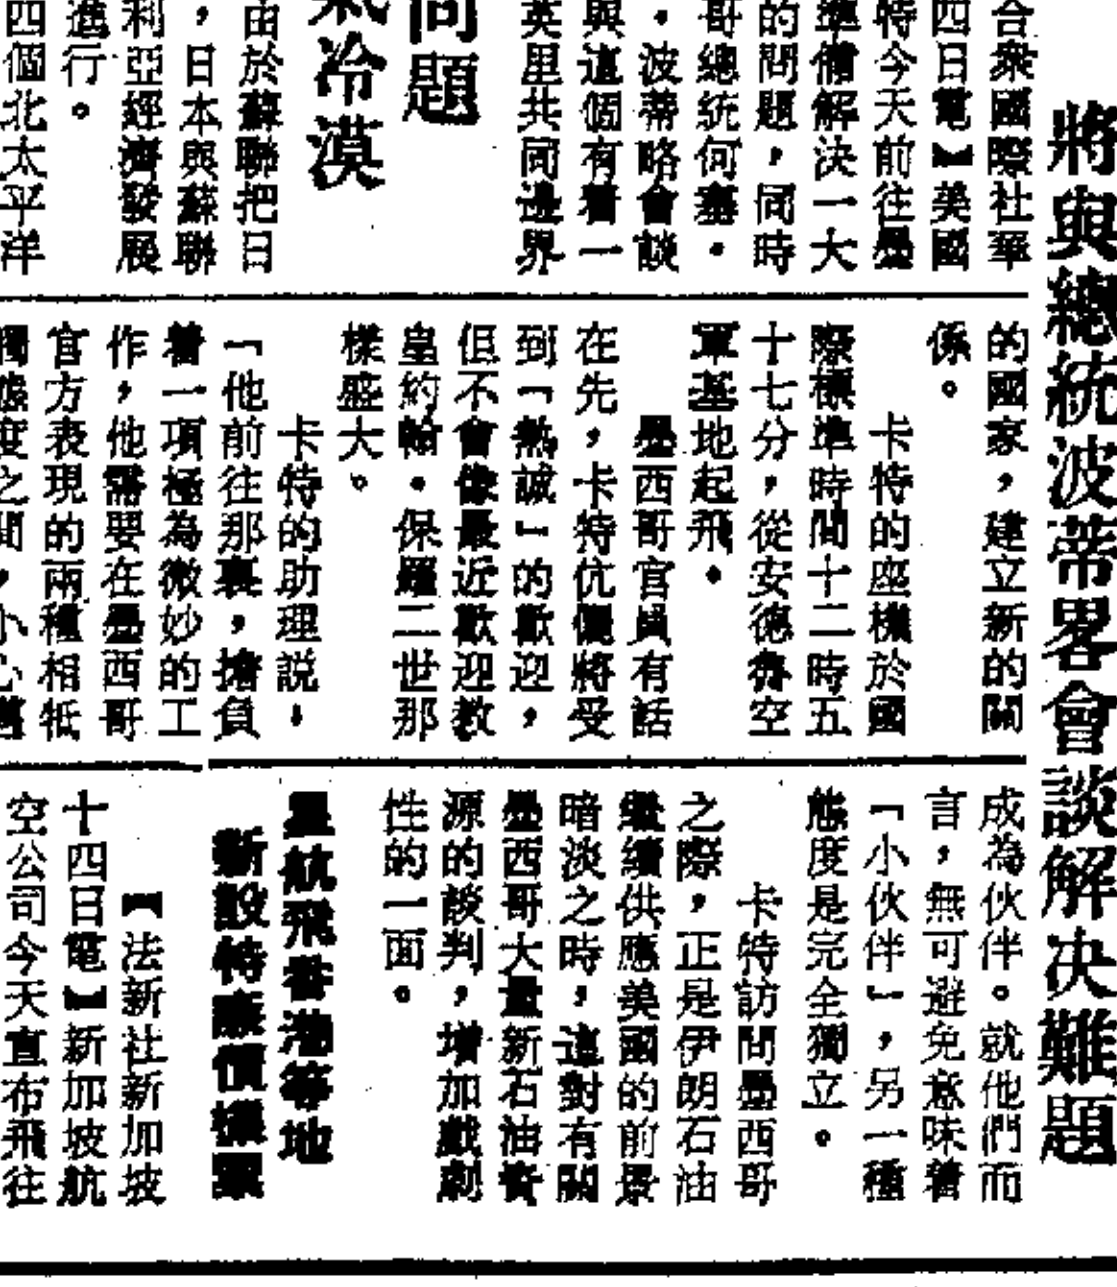 將與總統波蒂畧會談解決難題
合衆國際社華
四日電】美國
特今天前往墨
準備解决一大
的問題，同時
哥總統何塞．
．波蒂略會談
與這個有着一
英里共同邊界
問題
氣冷漠
由於蘇聯把日
，日本與蘇聯
利亞經濟發展
進行。
四個北太平洋
的國家，建立新的關
係。
卡特的座機於國
際標準時間十二時五
十七分，從安德魯空
軍基地起飛．
墨西哥官員有話
在先，卡特伉儷將受
到「熱誠」的歡迎，
但不會像最近歡迎教
皇約翰．保羅二世那
樣盛大。
卡特的助理説，
「他前往那裏，擔負
着一項極為微妙的工
作，他需要在墨西哥
官方表現的兩種相牴
觸態度之間，小心
成為伙伴。就他們而
言，無可避免意味着
「小伙伴」，另一種
態度是完全獨立。
卡特訪問墨西哥
之際，正是伊朗石油
繼續供應美國的前景
暗淡之時，這對有關
墨西哥大量新石油資
源的談判，增加戲劇
性的一面。
星航飛香港等地
新設特廉價機票
【法新社新加坡
十四日電】新加坡航
空公司今天宣布飛往